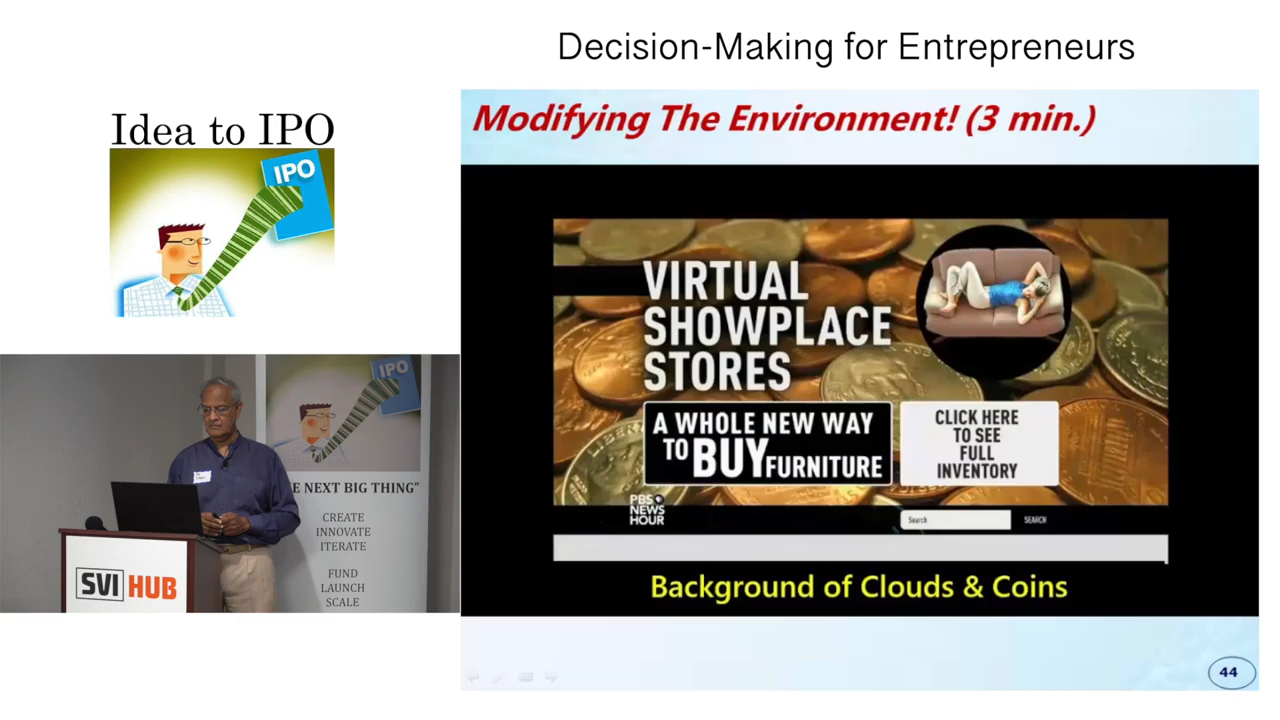 Decision-Making for Entrepreneurs
Idea to IPO
IPO
Modifying The Environment! (3 min.)
VIRTUAL
SHOWPLACE
STORES
A WHOLE NEW WAY
TO BUY FURNITURE
CLICK HERE
TO SEE
FULL
INVENTORY
PBS
NEWS
HOUR
Search
SEARCH
Background of Clouds & Coins
44
IPO
E NEXT BIG THING"
CREATE
INNOVATE
ITERATE
FUND
LAUNCH
SCALE
SVI HUB